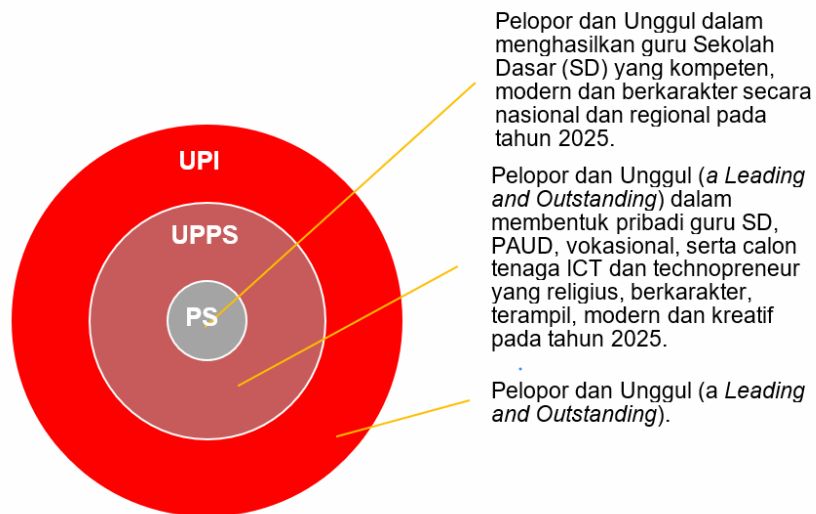 Pelopor dan Unggul dalam
menghasilkan guru Sekolah
Dasar (SD) yang kompeten,
modern dan berkarakter secara
nasional dan regional pada
tahun 2025.
UPI
Pelopor dan Unggul (a Leading
and Outstanding) dalam
membentuk pribadi guru SD,
PAUD, vokasional, serta calon
tenaga ICT dan technopreneur
yang religius, berkarakter,
terampil, modern dan kreatif
pada tahun 2025.
UPPS
PS
Pelopor dan Unggul (a Leading
and Outstanding).